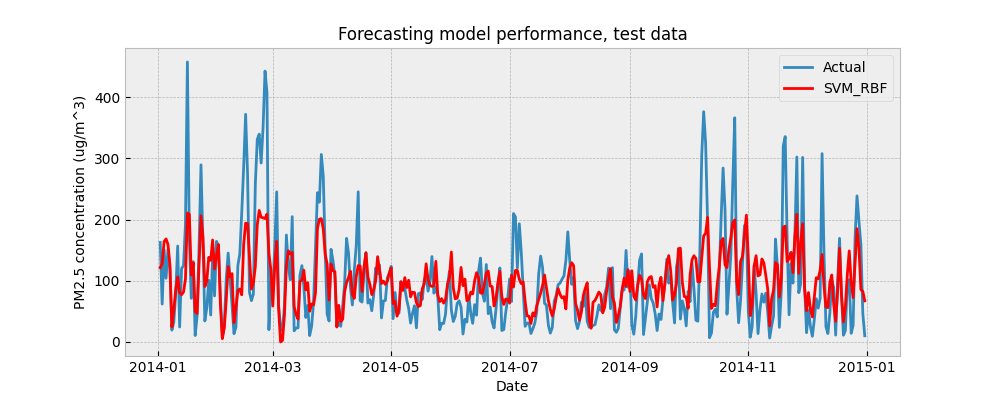 Forecasting model performance, test data
Actual
SVM_RBF
PM2.5 concentration (ug/m^3)
400
300
200
100
0
2014-01 2014-03 2014-05 2014-07 2014-09 2014-11 2015-01
Date